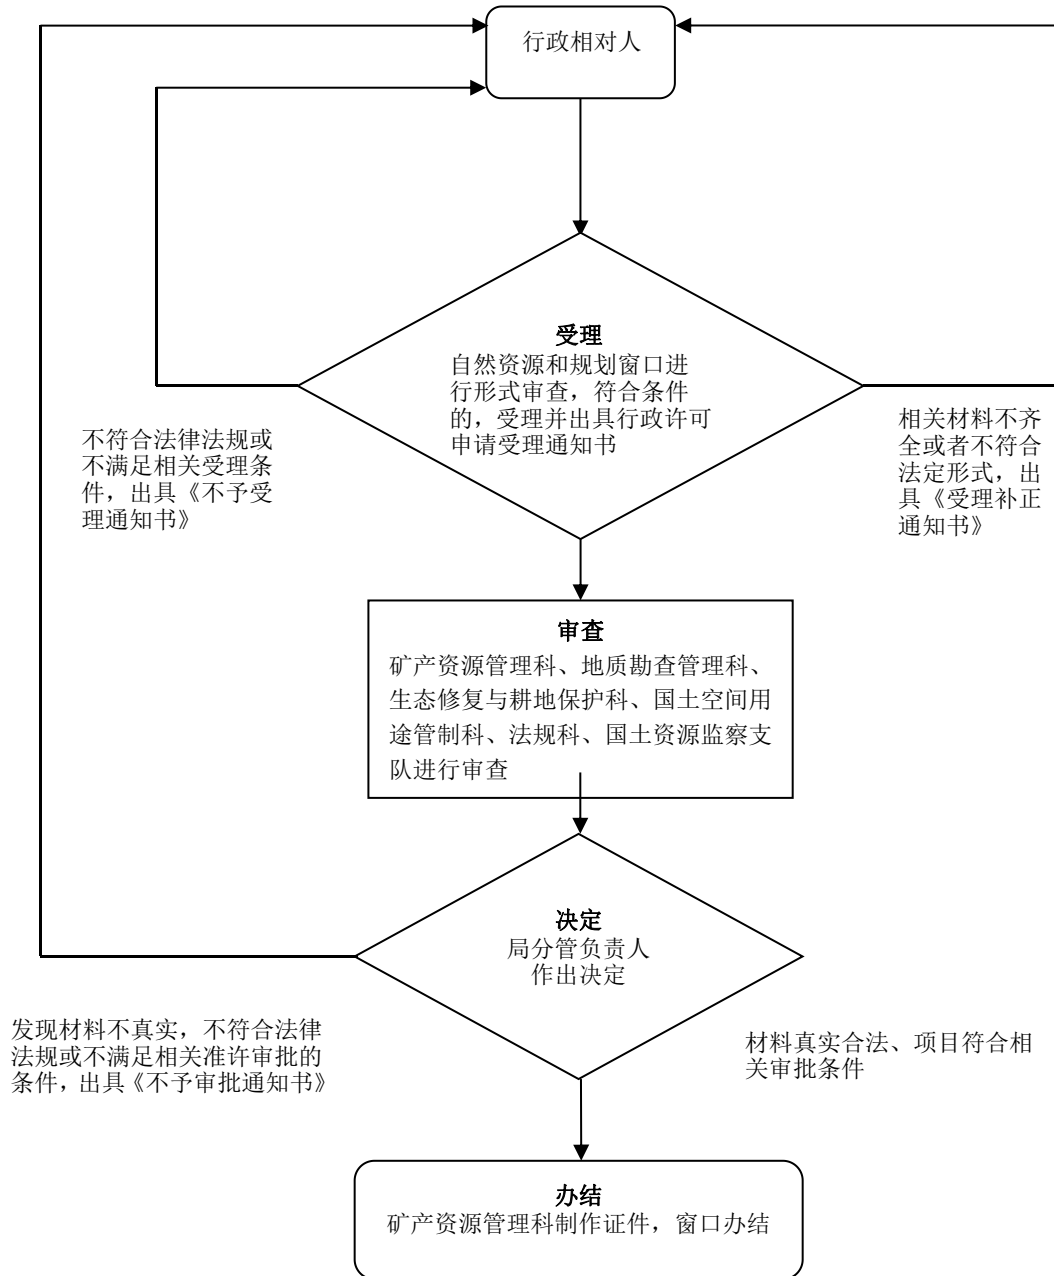 行政相对人
受理
自然资源和规划窗口进
行形式审查，符合条件
的，受理并出具行政许可
申请受理通知书
不符合法律法规或
不满足相关受理条
件，出具《不予受
理通知书》
相关材料不齐
全或者不符合
法定形式，出
具《受理补正
通知书》
审查
矿产资源管理科、地质勘查管理科、
生态修复与耕地保护科、国土空间用
途管制科、法规科、国土资源监察支
队进行审查
决定
局分管负责人
作出决定
发现材料不真实，不符合法律
法规或不满足相关准许审批的
条件，出具《不予审批通知书》
材料真实合法、项目符合相
关审批条件
办结
矿产资源管理科制作证件，窗口办结